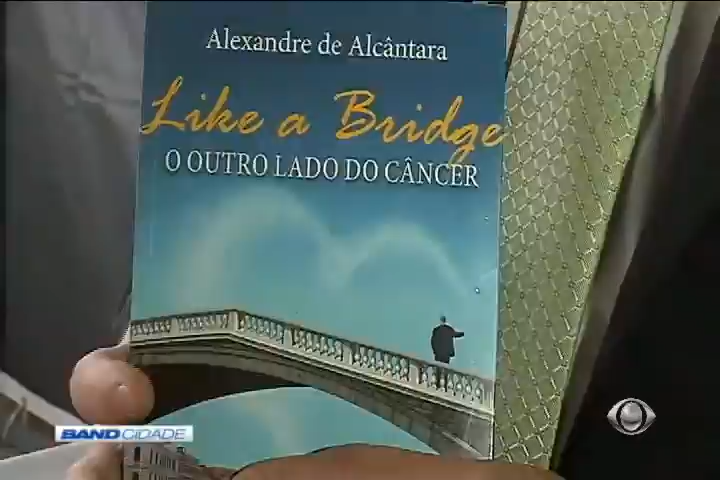 Alexandre de Alcântara
Like a Bridge
O OUTRO LADO DO CÂNCER
BAND CIDADE